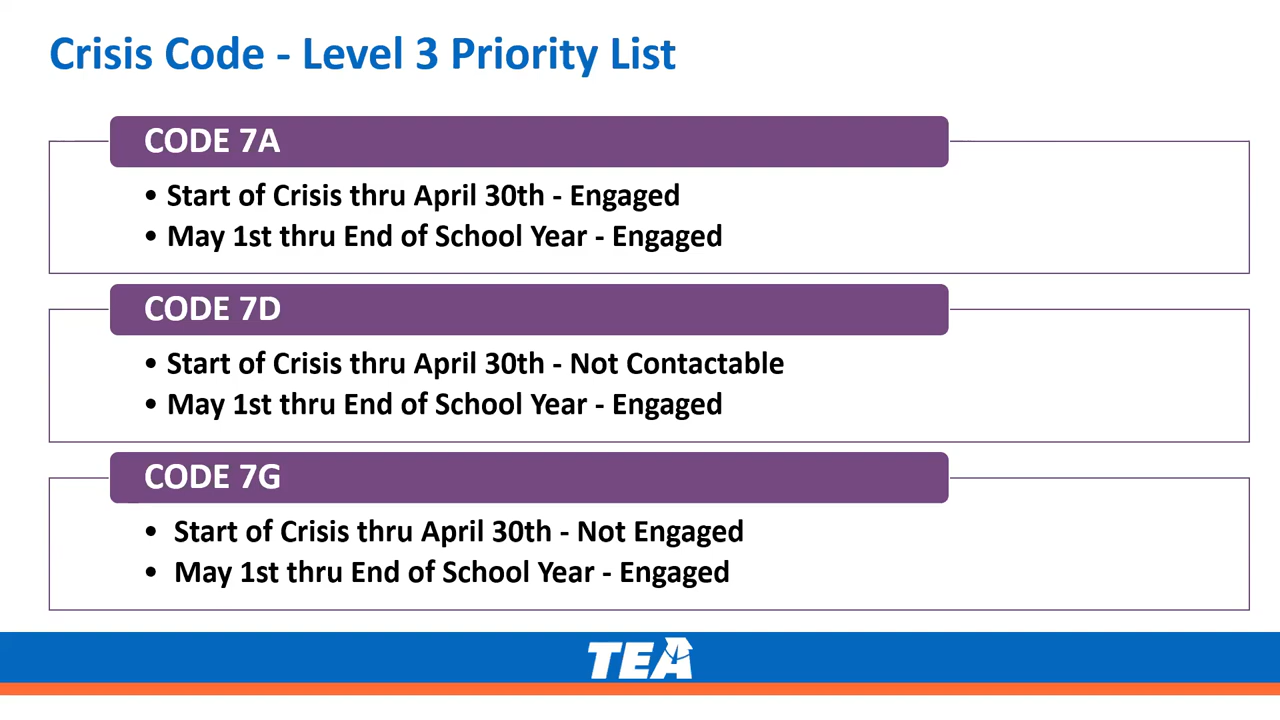 Crisis Code - Level 3 Priority List
CODE 7A
• Start of Crisis thru April 30th - Engaged
• May 1st thru End of School Year - Engaged
CODE 7D
• Start of Crisis thru April 30th - Not Contactable
• May 1st thru End of School Year - Engaged
CODE 7G
• Start of Crisis thru April 30th - Not Engaged
• May 1st thru End of School Year - Engaged
TEA